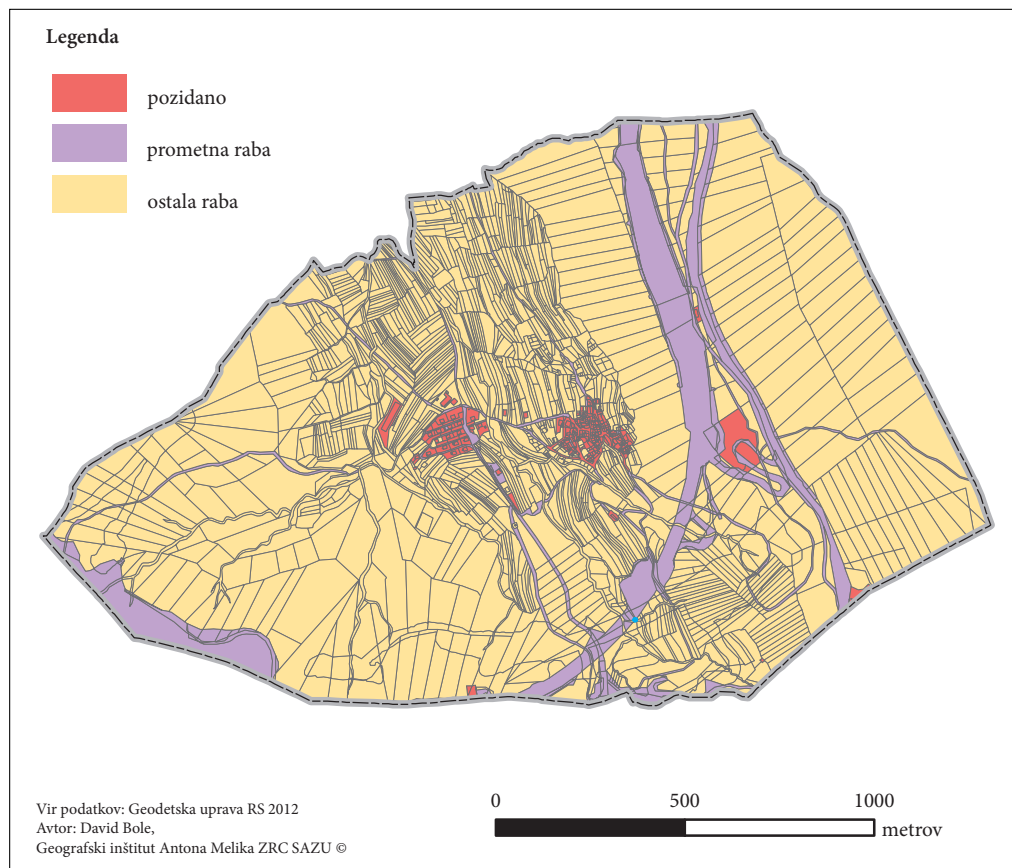 Legenda
pozidano
prometna raba
ostala raba
Vir podatkov: Geodetska uprava RS 2012
Avtor: David Bole,
Geografski inštitut Antona Melika ZRC SAZU ©
0 500 1000
metrov